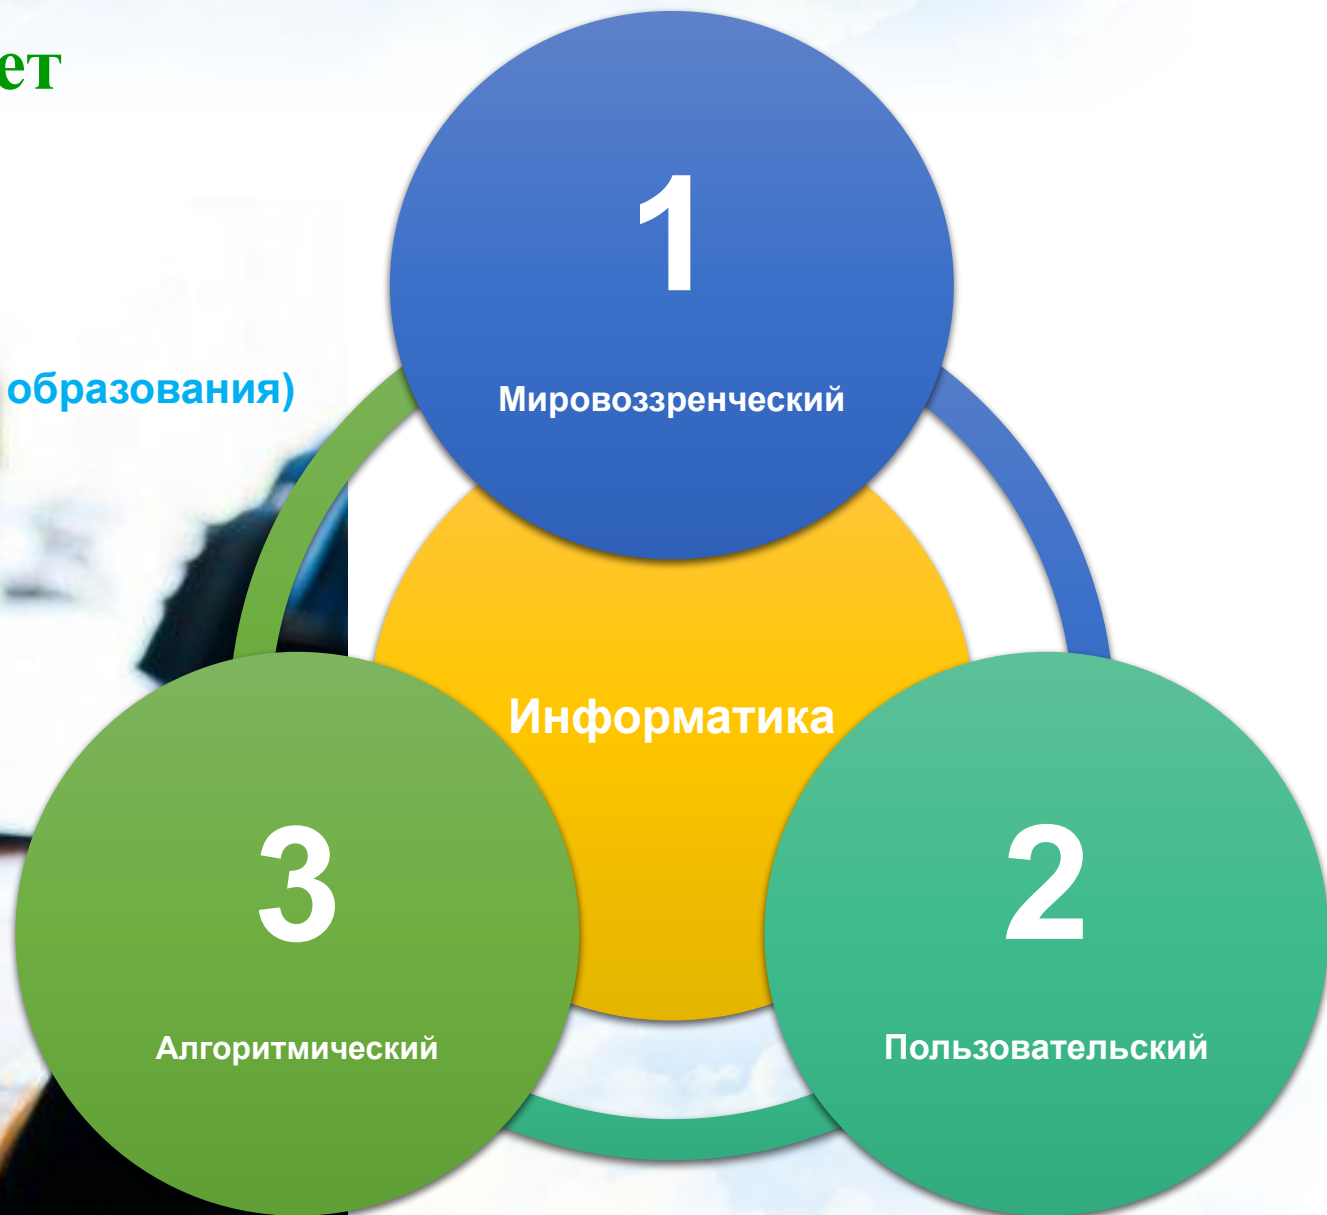 ет
образования)
1
Мировоззренческий
Информатика
3
Алгоритмический
2
Пользовательский